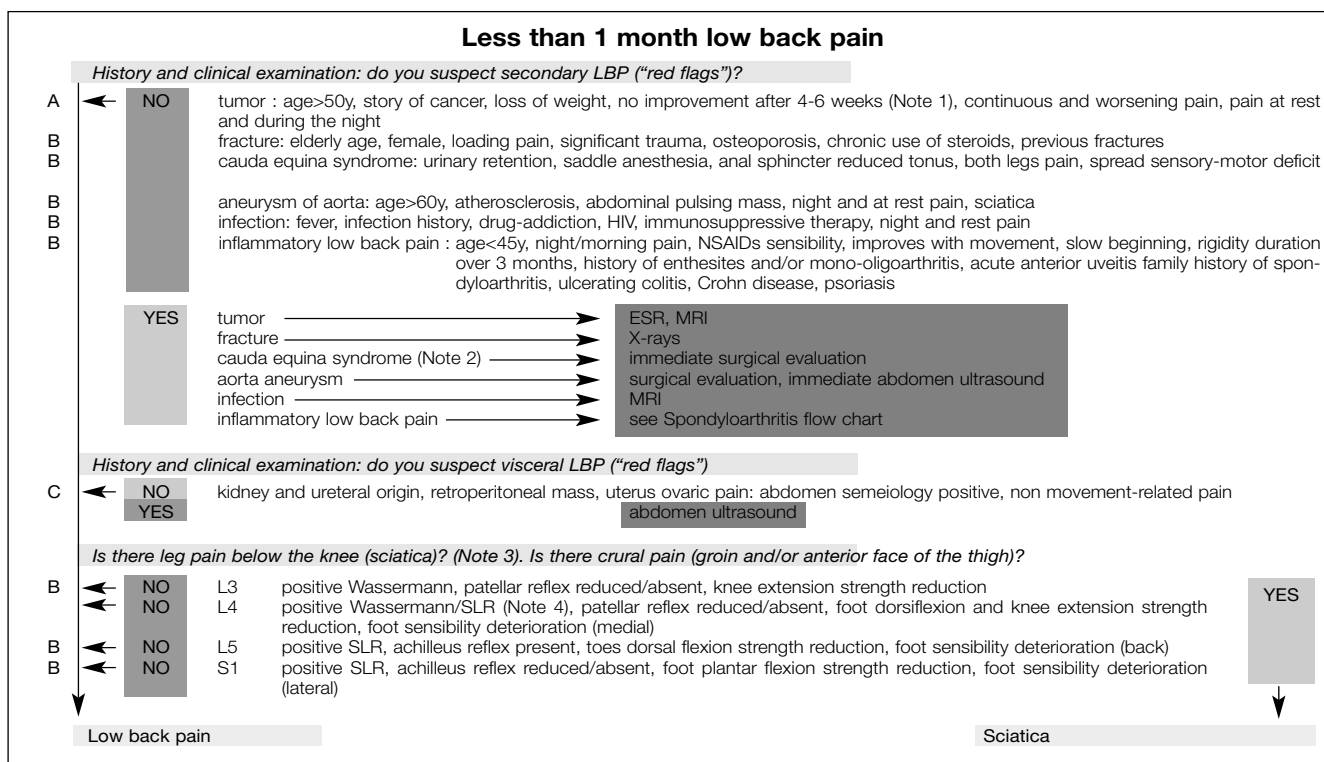 Less than 1 month low back pain
History and clinical examination: do you suspect secondary LBP (“red flags”)?
A NO tumor : age>50y, story of cancer, loss of weight, no improvement after 4-6 weeks (Note 1), continuous and worsening pain, pain at rest
and during the night
B fracture: elderly age, female, loading pain, significant trauma, osteoporosis, chronic use of steroids, previous fractures
B cauda equina syndrome: urinary retention, saddle anesthesia, anal sphincter reduced tonus, both legs pain, spread sensory-motor deficit
B aneurysm of aorta: age>60y, atherosclerosis, abdominal pulsing mass, night and at rest pain, sciatica
B infection: fever, infection history, drug-addiction, HIV, immunosuppressive therapy, night and rest pain
B inflammatory low back pain : age<45y, night/morning pain, NSAIDs sensibility, improves with movement, slow beginning, rigidity duration
over 3 months, history of enthesites and/or mono-oligoarthritis, acute anterior uveitis family history of spon-
dyloarthritis, ulcerating colitis, Crohn disease, psoriasis
YES tumor ESR, MRI
fracture X-rays
cauda equina syndrome (Note 2) immediate surgical evaluation
aorta aneurysm surgical evaluation, immediate abdomen ultrasound
infection MRI
inflammatory low back pain see Spondyloarthritis flow chart
History and clinical examination: do you suspect visceral LBP (“red flags”)
C NO kidney and ureteral origin, retroperitoneal mass, uterus ovaric pain: abdomen semeiology positive, non movement-related pain
YES abdomen ultrasound
Is there leg pain below the knee (sciatica)? (Note 3). Is there crural pain (groin and/or anterior face of the thigh)?
B NO L3 positive Wassermann, patellar reflex reduced/absent, knee extension strength reduction YES
NO L4 positive Wassermann/SLR (Note 4), patellar reflex reduced/absent, foot dorsiflexion and knee extension strength
reduction, foot sensibility deterioration (medial)
B NO L5 positive SLR, achilleus reflex present, toes dorsal flexion strength reduction, foot sensibility deterioration (back)
B NO S1 positive SLR, achilleus reflex reduced/absent, foot plantar flexion strength reduction, foot sensibility deterioration
(lateral)
Low back pain Sciatica